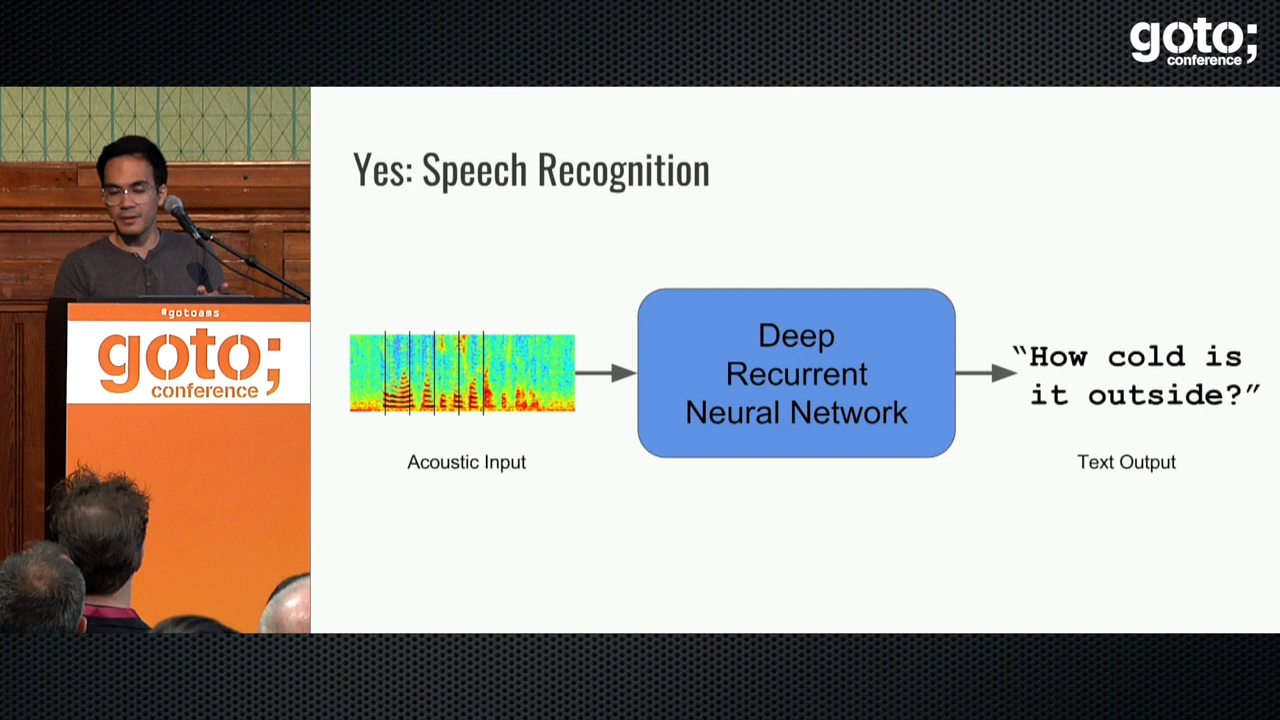 goto;
conference
Yes: Speech Recognition
#gotoams
goto;
conference
Deep
Recurrent
Neural Network
“How cold is
it outside?”
Acoustic Input
Text Output